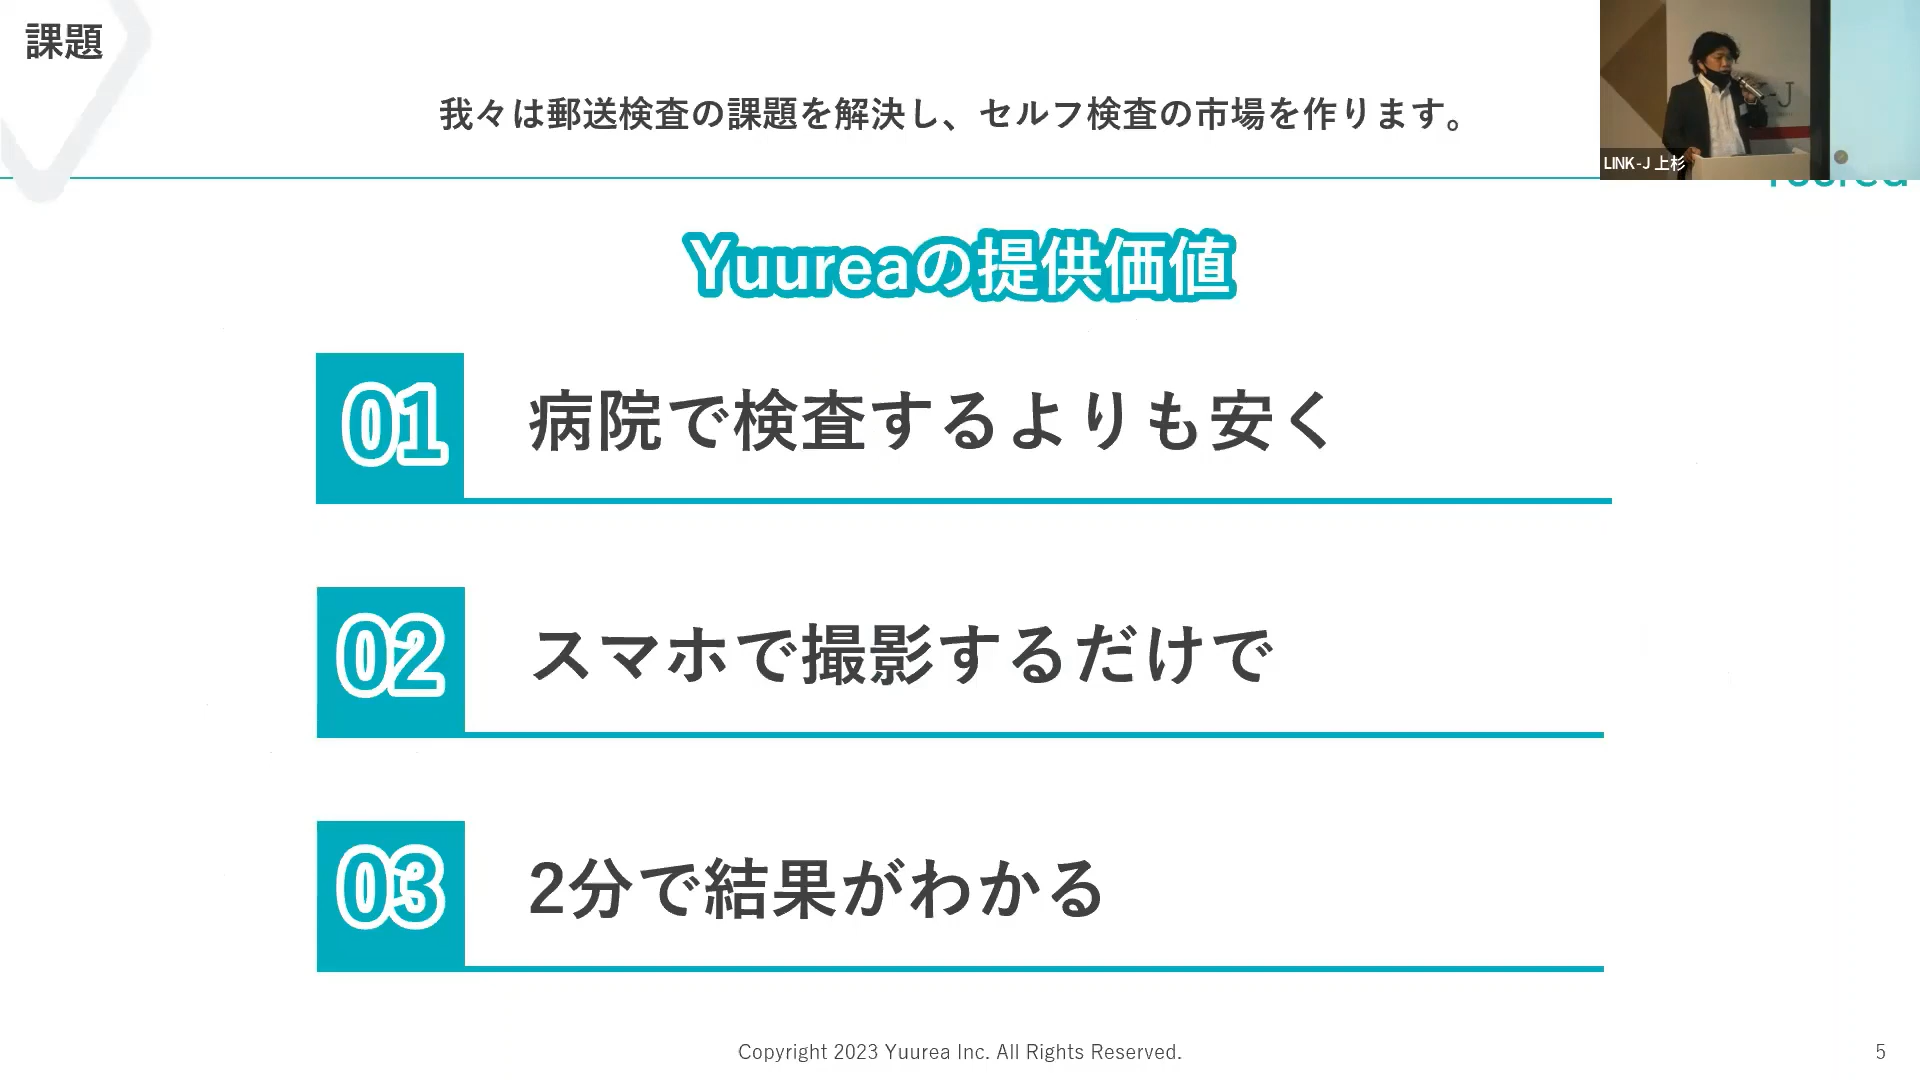 課題
我々は郵送検査の課題を解決し、セルフ検査の市場を作ります。
LINK-J 上杉
Yuureaの提供価値
01
病院で検査するよりも安く
02
スマホで撮影するだけで
03
2分で結果がわかる
Copyright 2023 Yuurea Inc. All Rights Reserved.
5